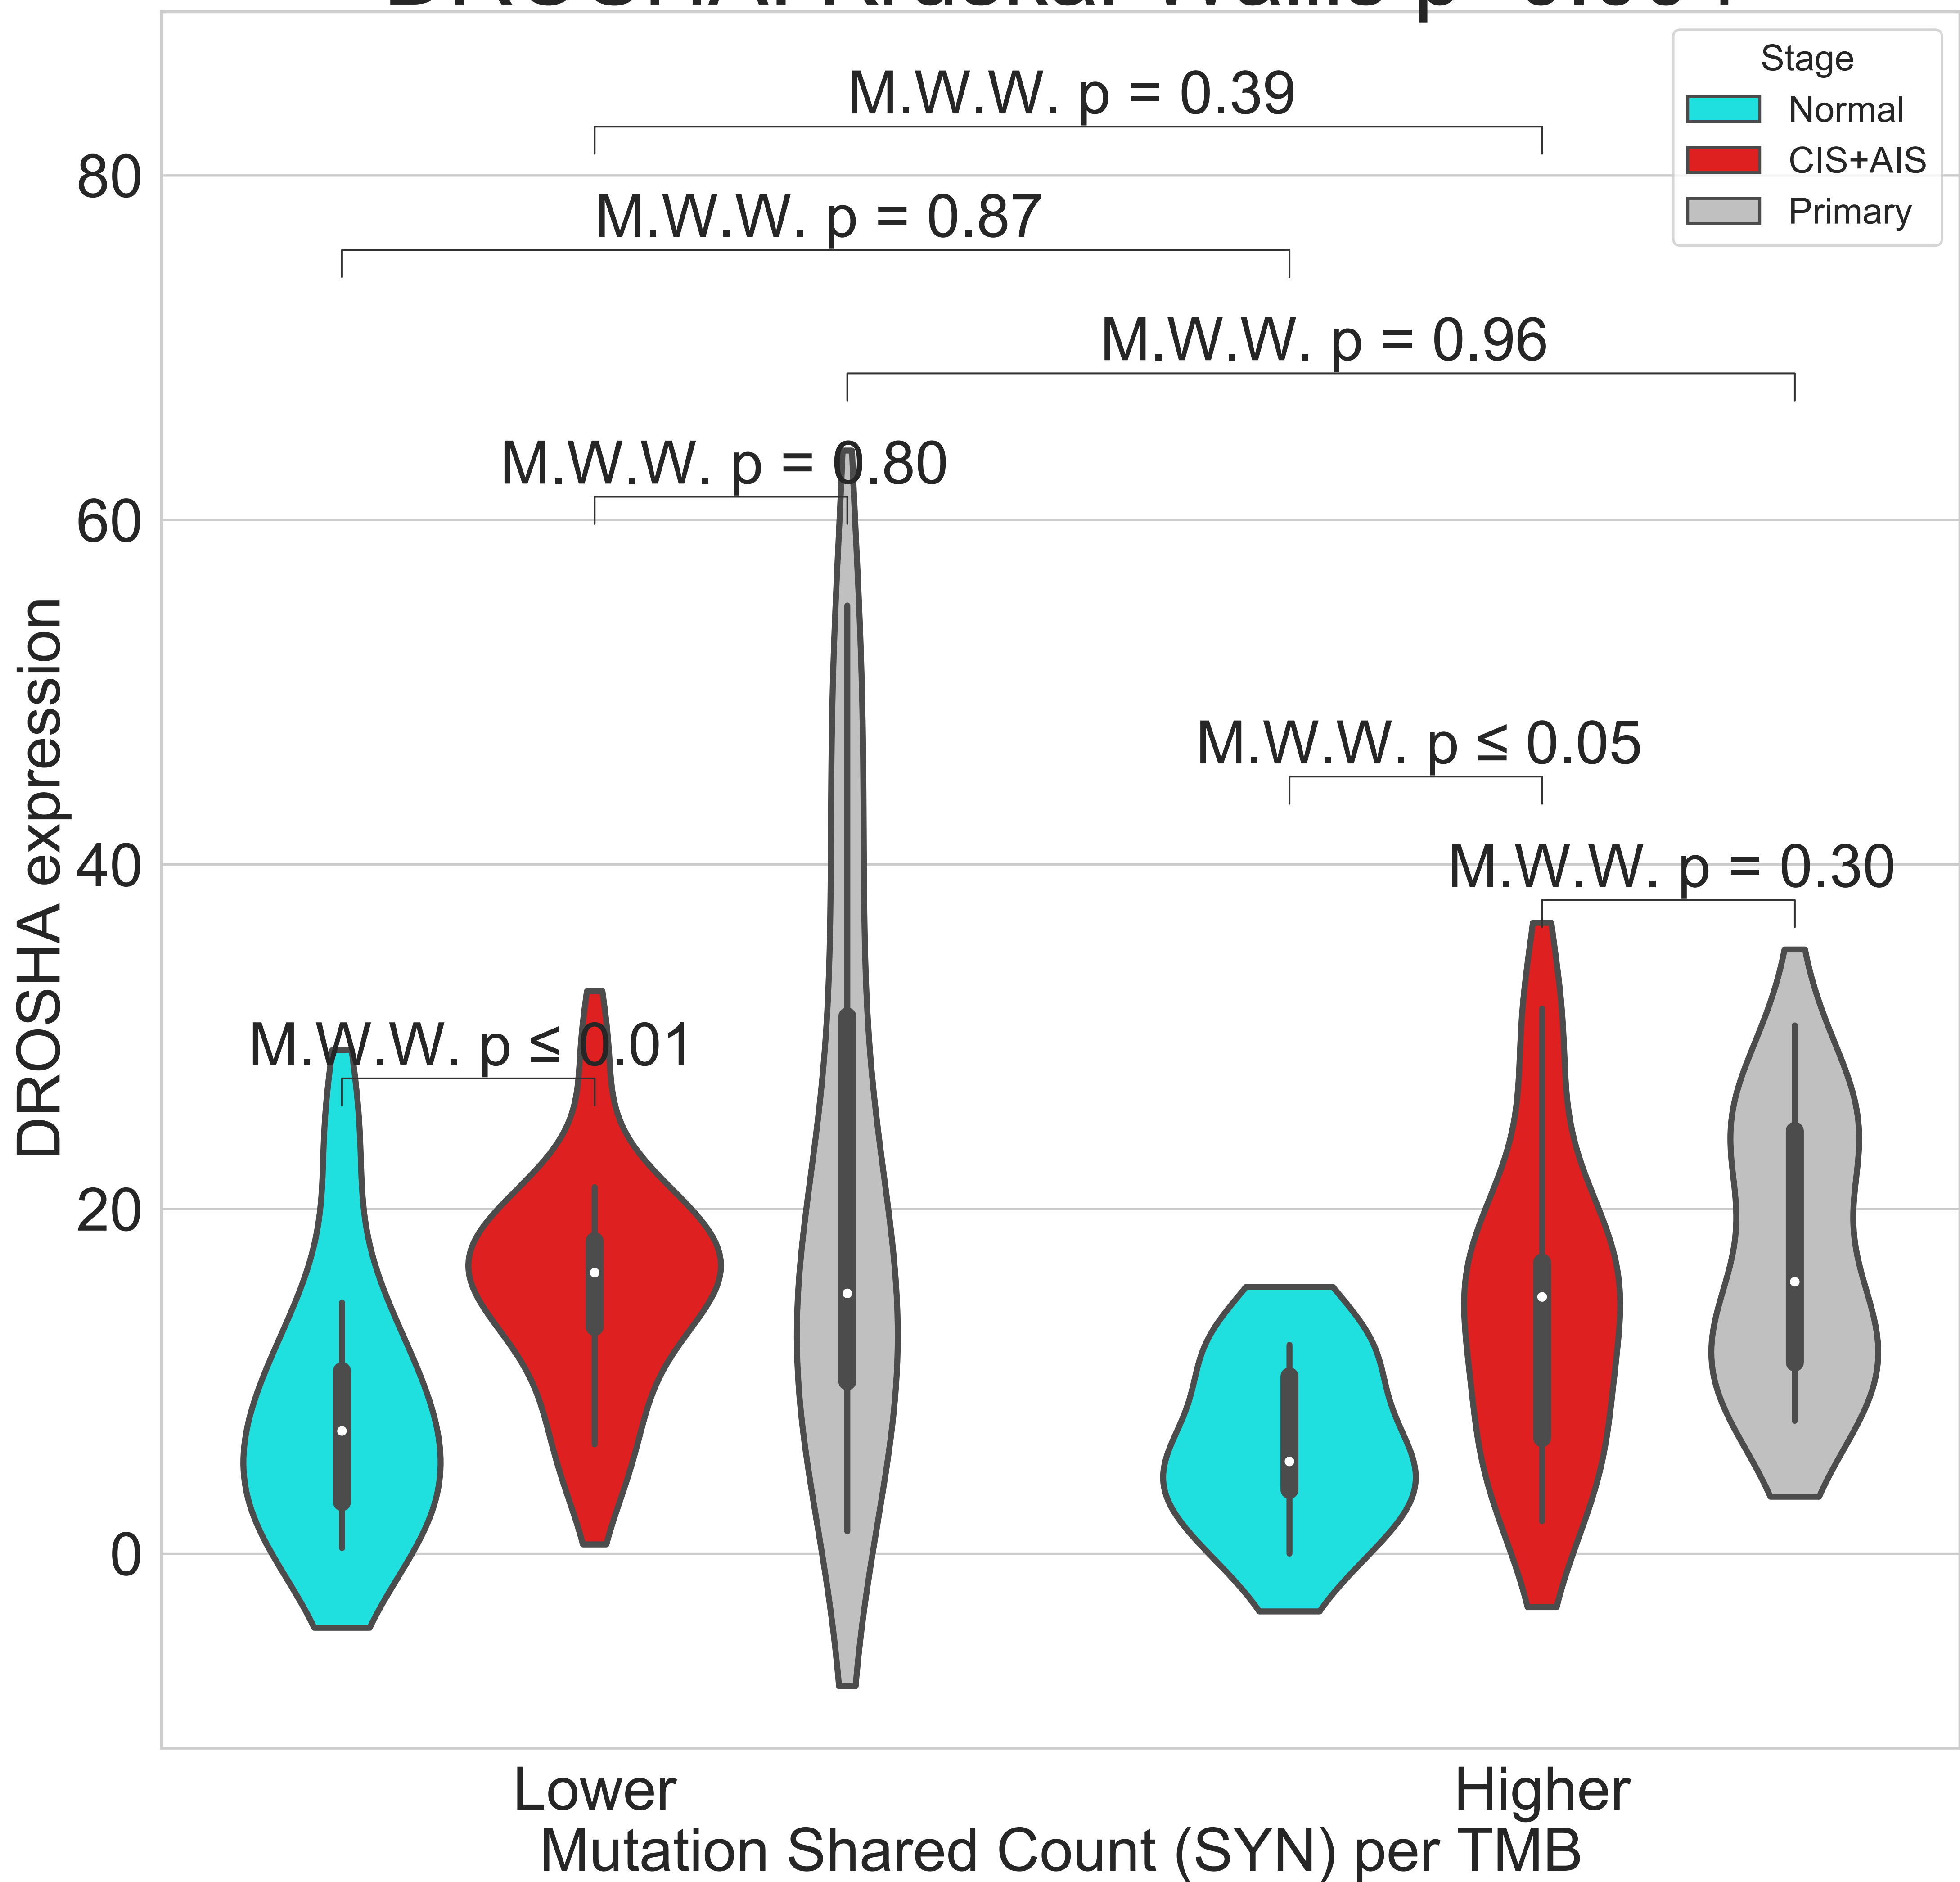 Stage
Normal
CIS+AIS
Primary
M.W.W. p = 0.39
M.W.W. p = 0.87
M.W.W. p = 0.96
M.W.W. p = 0.80
M.W.W. p ≤ 0.05
M.W.W. p = 0.30
M.W.W. p ≤ 0.01
DROSHA expression
80
60
40
20
0
Lower
Higher
Mutation Shared Count (SYN) per TMB